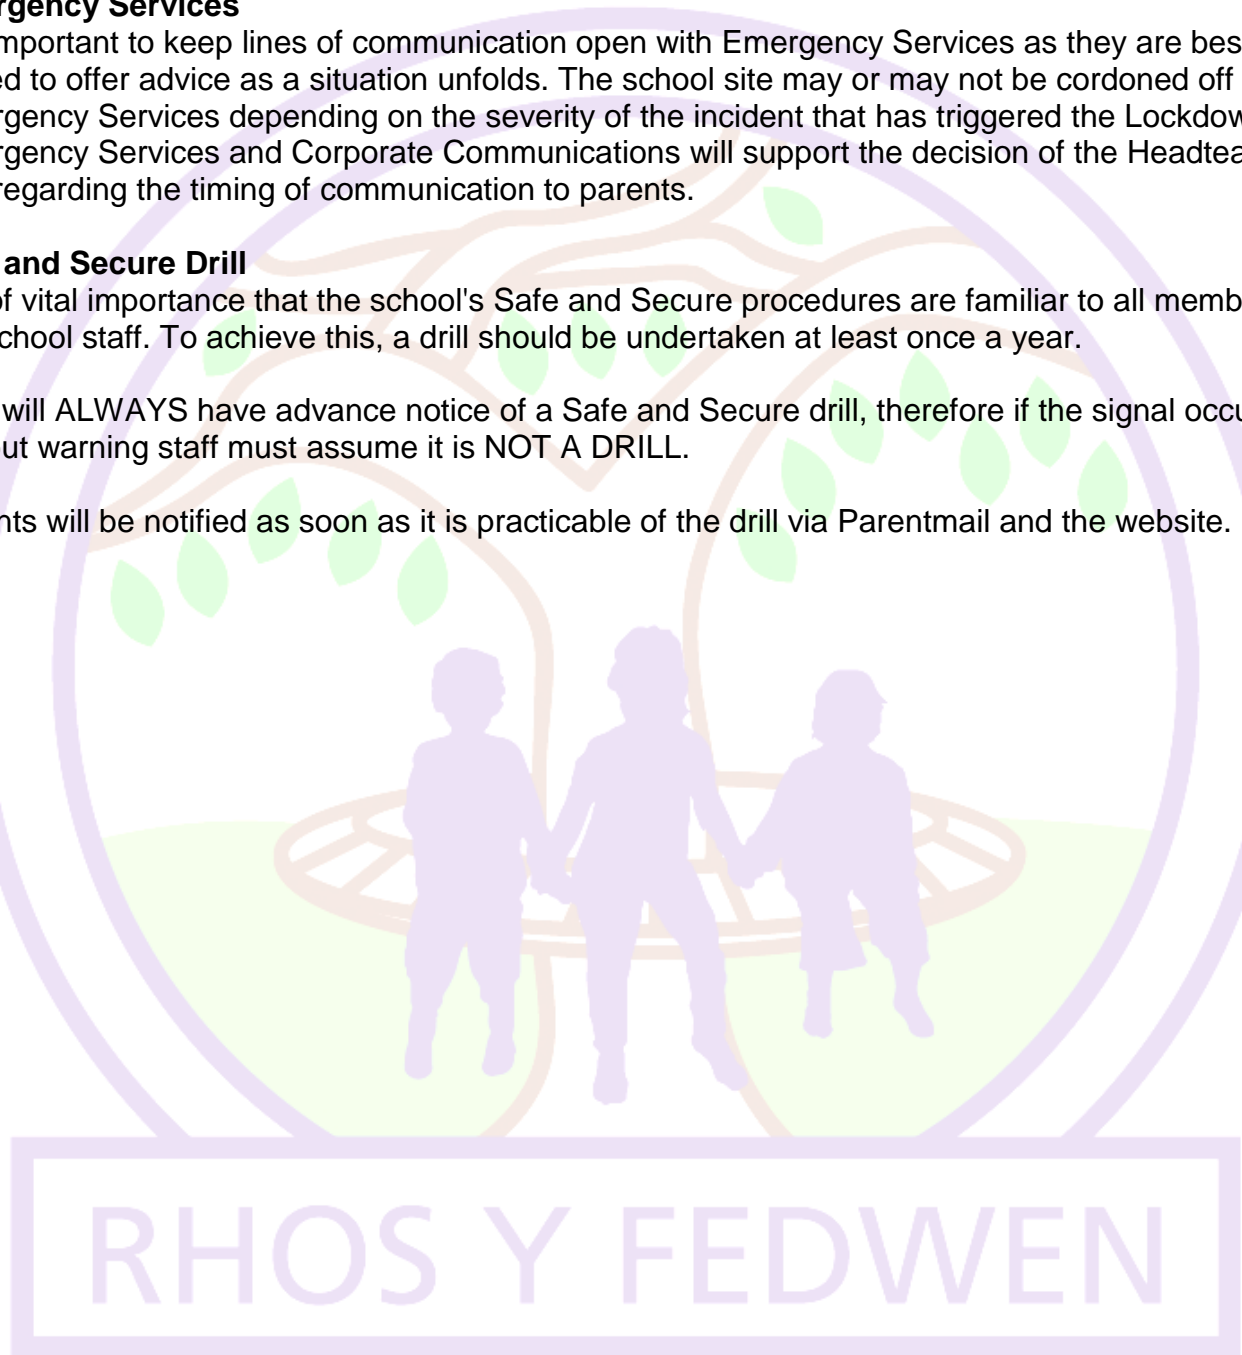 rgency Services
mportant to keep lines of communication open with Emergency Services as they are bes
ed to offer advice as a situation unfolds. The school site may or may not be cordoned off
rgency Services depending on the severity of the incident that has triggered the Lockdow
rgency Services and Corporate Communications will support the decision of the Headtea
regarding the timing of communication to parents.
and Secure Drill
of vital importance that the school's Safe and Secure procedures are familiar to all memb
chool staff. To achieve this, a drill should be undertaken at least once a year.
will ALWAYS have advance notice of a Safe and Secure drill, therefore if the signal occu
out warning staff must assume it is NOT A DRILL.
nts will be notified as soon as it is practicable of the drill via Parentmail and the website.
RHOS Y FEDWEN